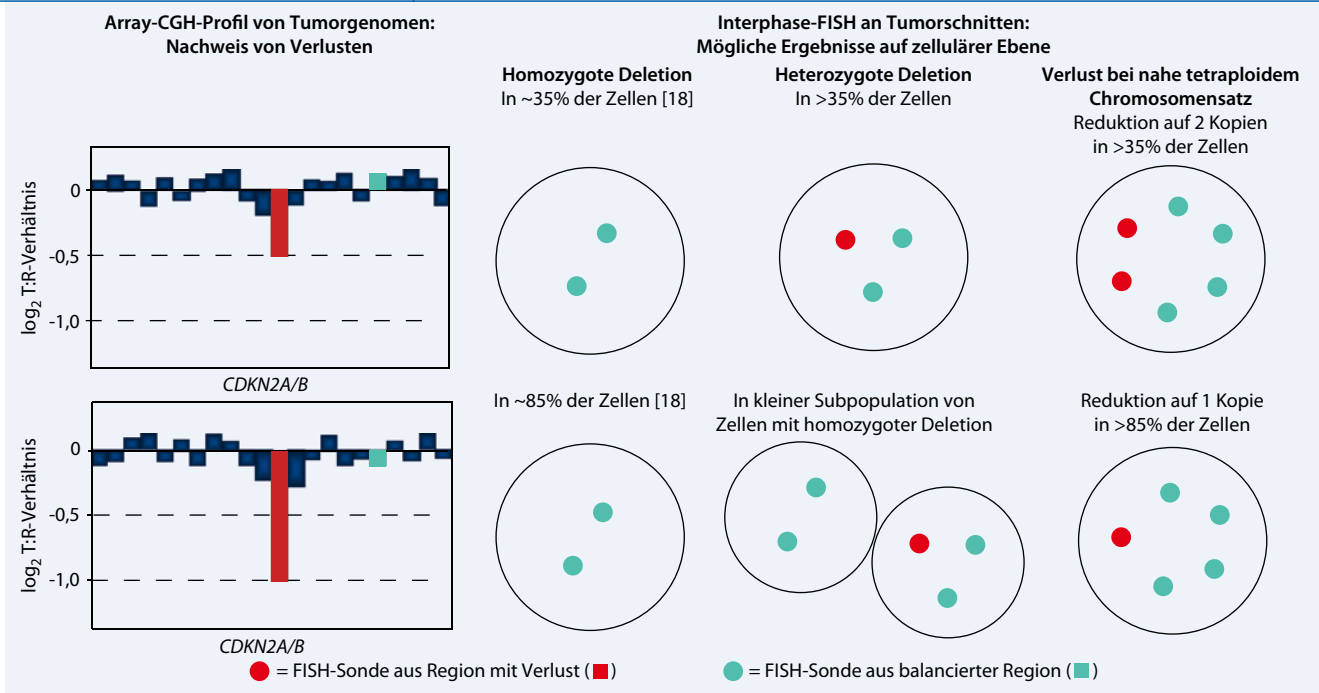 Array-CGH-Profil von Tumorgenomen:
Nachweis von Verlusten
Interphase-FISH an Tumorschnitten:
Mögliche Ergebnisse auf zellulärer Ebene
Homozygote Deletion
In ~35% der Zellen [18]
Heterozygote Deletion
In >35% der Zellen
Verlust bei nahe tetraploidem
Chromosomensatz
Reduktion auf 2 Kopien
in >35% der Zellen
log2 T:R-Verhältnis
0
-0,5
-1,0
CDKN2A/B
In ~85% der Zellen [18]
In kleiner Subpopulation von
Zellen mit homozygoter Deletion
Reduktion auf 1 Kopie
in >85% der Zellen
log2 T:R-Verhältnis
0
-0,5
-1,0
CDKN2A/B
= FISH-Sonde aus Region mit Verlust ( )
= FISH-Sonde aus balancierter Region ( )